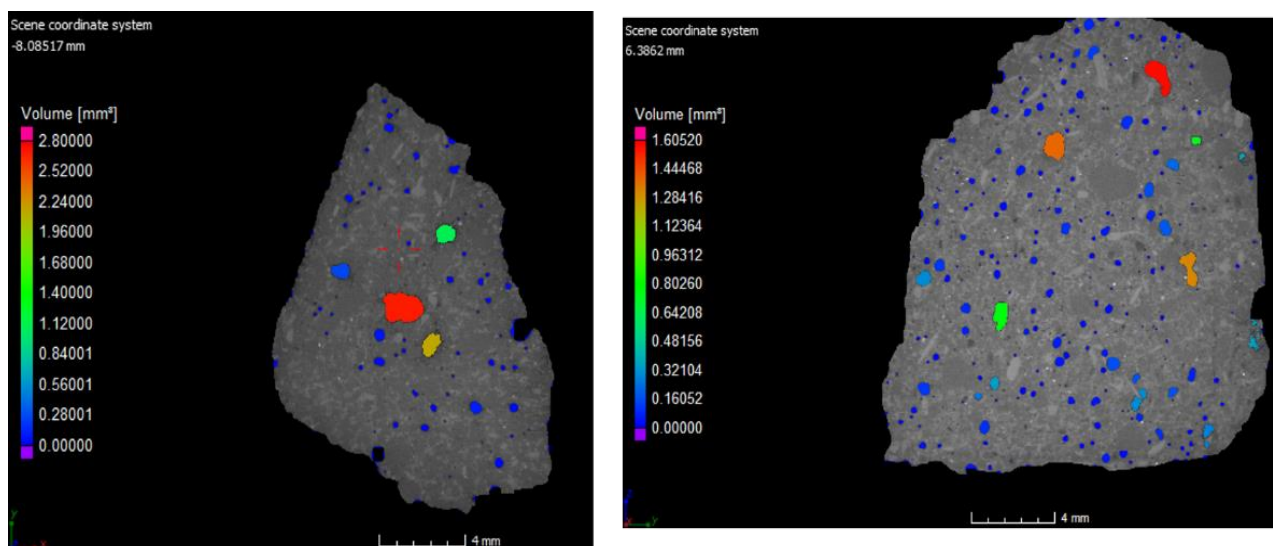 Scene coordinate system
-8.08517 mm
Volume [mm³]
2.80000
2.52000
2.24000
1.96000
1.68000
1.40000
1.12000
0.84001
0.56001
0.28001
0.00000
4 mm
Scene coordinate system
6.3862 mm
Volume [mm³]
1.60520
1.44468
1.28416
1.12364
0.96312
0.80260
0.64208
0.48156
0.32104
0.16052
0.00000
4 mm